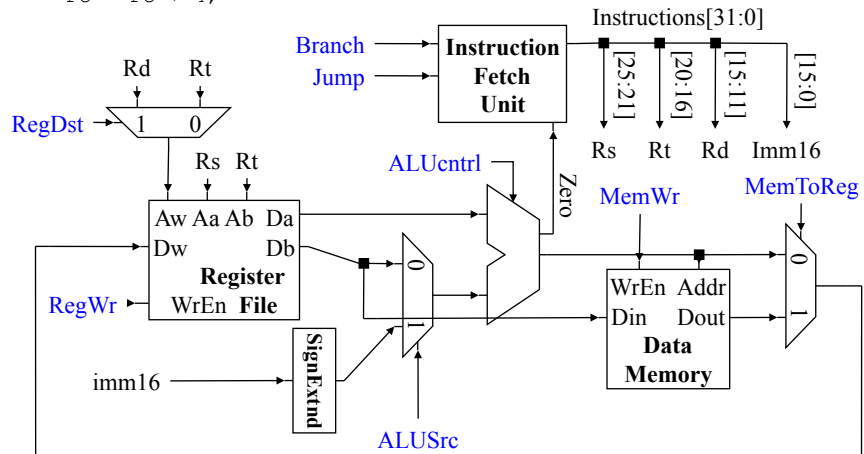 Instructions[31:0]
Branch
Jump
Instruction
Fetch
Unit
[25:21]
[20:16]
[15:11]
[15:0]
Rs
Rt
Rd
Imm16
Rd
Rt
RegDst
1
0
Rs
Rt
ALUcntrl
Zero
MemWr
MemToReg
Aw Aa Ab Da
Dw
Db
Register
WrEn File
RegWr
0
1
WrEn Addr
Din Dout
Data
Memory
0
1
imm16
SignExtnd
ALUSrc